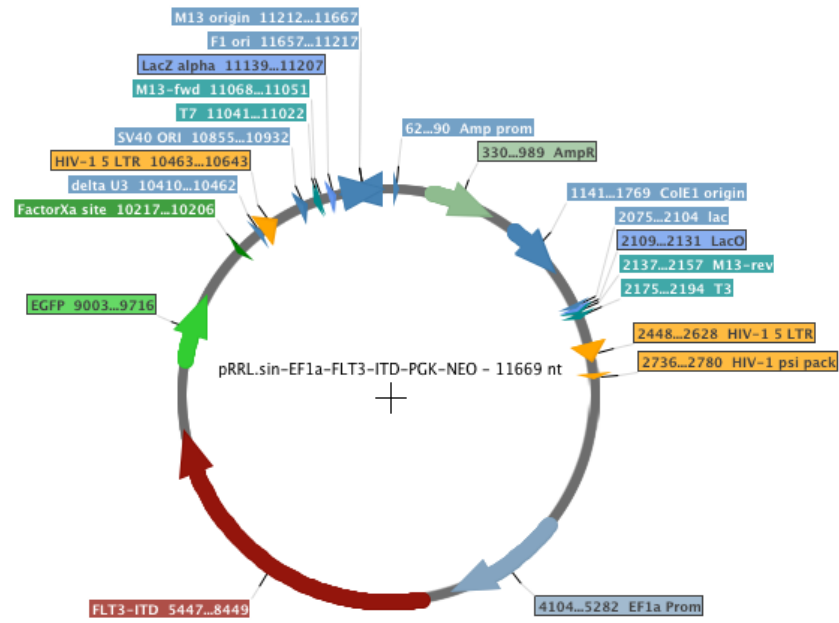 M13 origin 11212...11667
F1 ori 11657...11217
LacZ alpha 11139...11207
M13-fwd 11068...11051
T7 11041...11022
SV40 ORI 10855...10932
HIV-1 5 LTR 10463...10643
delta U3 10410...10462
FactorXa site 10217...10206
EGFP 9003...9716
62...90 Amp prom
330...989 AmpR
1141...1769 ColE1 origin
2075...2104 lac
2109...2131 LacO
2137...2157 M13-rev
2175...2194 T3
2448...2628 HIV-1 5 LTR
2736...2780 HIV-1 psi pack
pRRL.sin-EF1a-FLT3-ITD-PGK-NEO - 11669 nt
FLT3-ITD 5447...8449
4104...5282 EF1a Prom